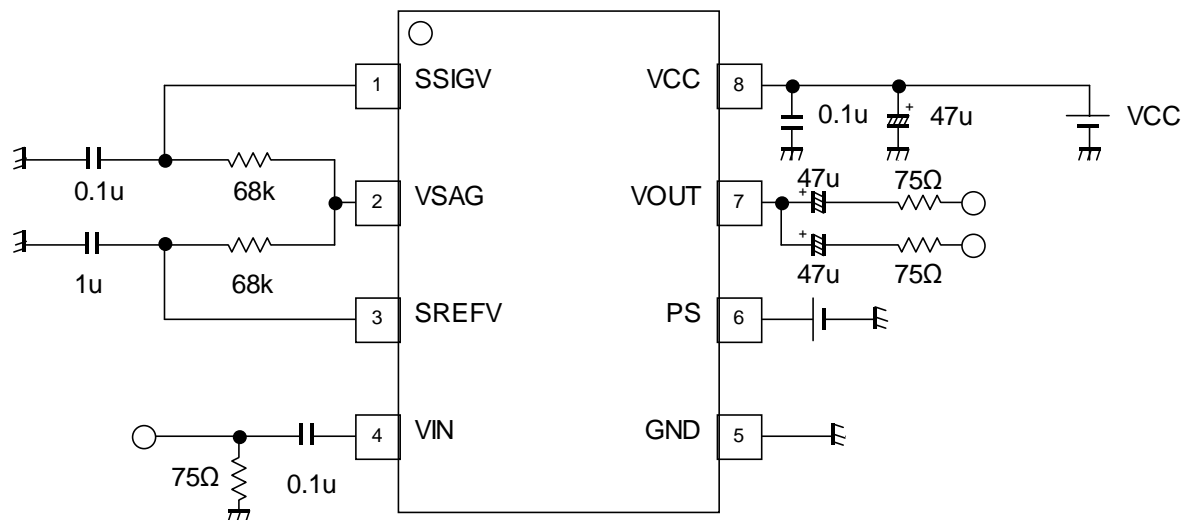 1 SSIGV
VCC 8
0.1u
47u
VCC
0.1u
68k
2 VSAG
VOUT 7
47u
75Ω
47u
75Ω
1u
68k
3 SREFV
PS 6
4 VIN
GND 5
75Ω
0.1u
+
+
+